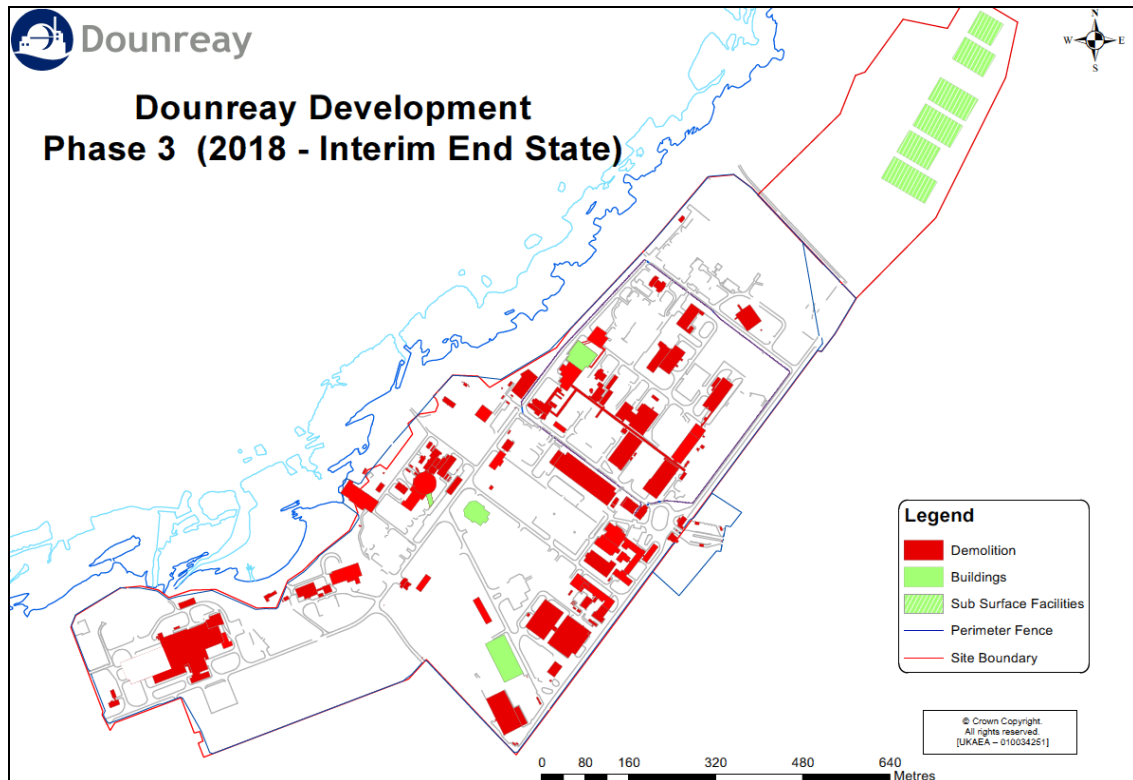 Dounreay
Dounreay Development
Phase 3 (2018 - Interim End State)
N
W E
S
Legend
Demolition
Buildings
Sub Surface Facilities
Perimeter Fence
Site Boundary
© Crown Copyright.
All rights reserved.
[UKAEA – 010034251]
0 80 160 320 480 640
Metres